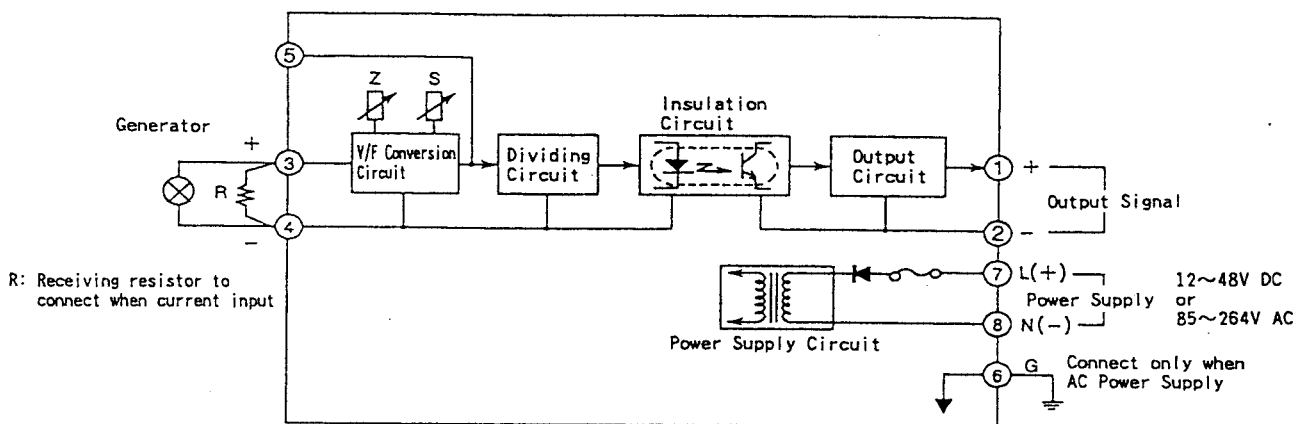 5
Z
S
Generator
+
3
V/F Conversion
Circuit
Dividing
Circuit
Insulation
Circuit
Output
Circuit
1
+
R
Output Signal
-
4
2
-
R: Receiving resistor to
connect when current input
7
L(+)
Power Supply
12~48V DC
or
85~264V AC
8
N(-)
Power Supply Circuit
6
G
Connect only when
AC Power Supply